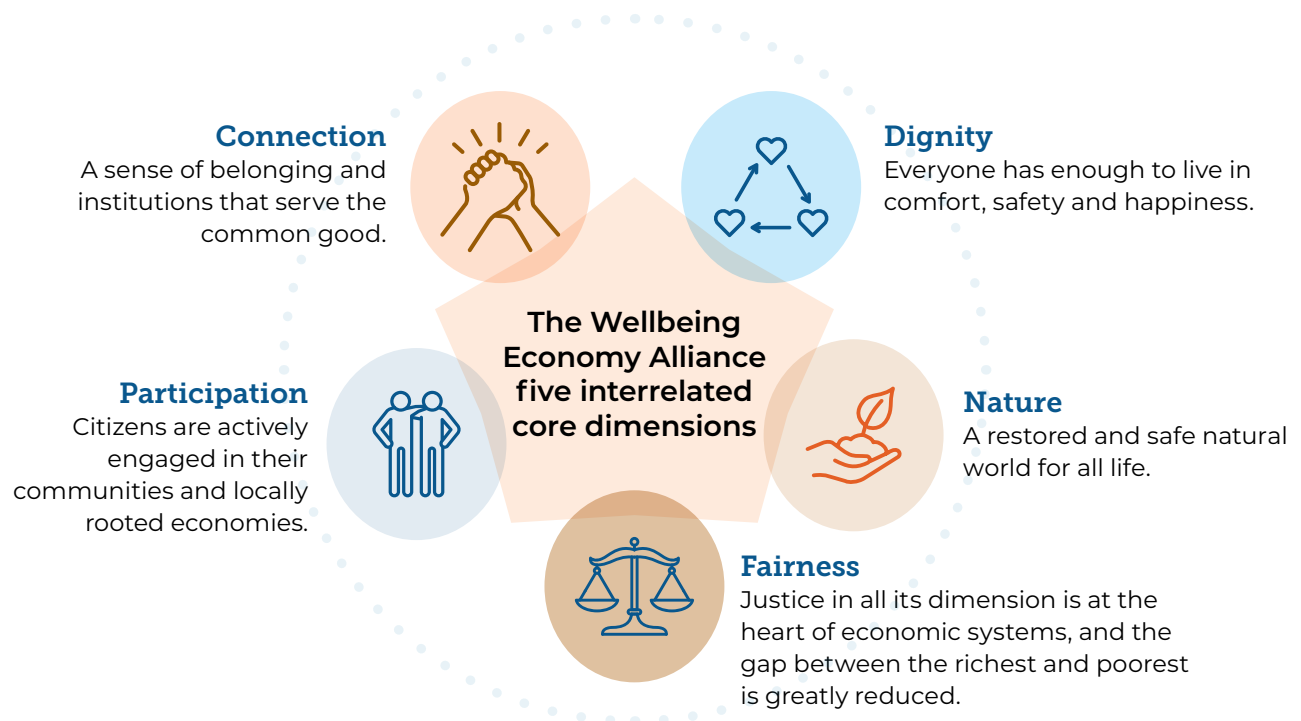 Connection
A sense of belonging and
institutions that serve the
common good.
Dignity
Everyone has enough to live in
comfort, safety and happiness.
The Wellbeing
Economy Alliance
five interrelated
core dimensions
Participation
Citizens are actively
engaged in their
communities and locally
rooted economies.
Nature
A restored and safe natural
world for all life.
Fairness
Justice in all its dimension is at the
heart of economic systems, and the
gap between the richest and poorest
is greatly reduced.